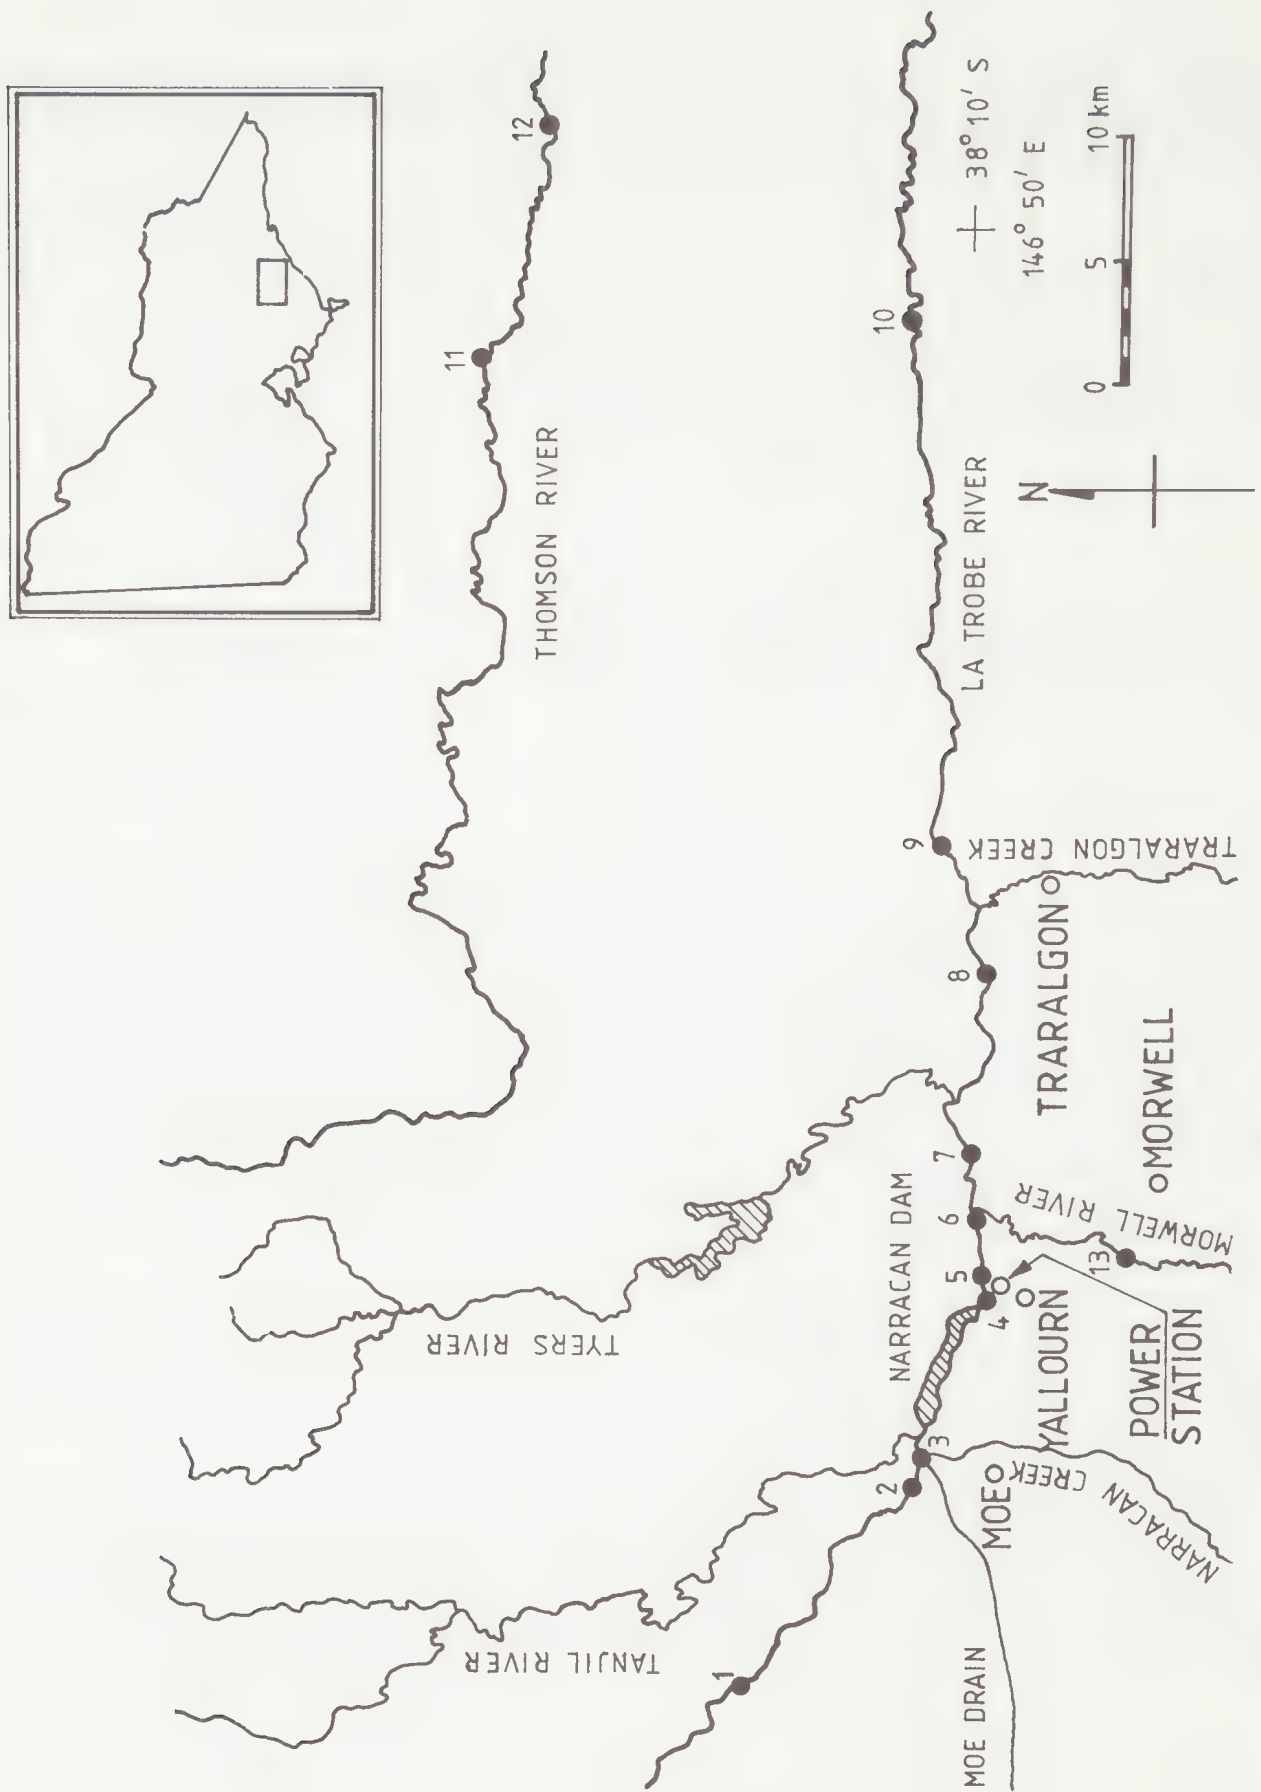 12
11
THOMSON RIVER
10
38° 10' S
146° 50' E
0 5 10 km
N
LA TROBE RIVER
9
TRARALGON CREEK
8
TRARALGON
MORWELL
7
6
MORWELL RIVER
13
5
4
NARRACAN DAM
YALLOURN
POWER
STATION
TYERS RIVER
3
2
MOE
NARRACAN CREEK
TANJIL RIVER
1
MOE DRAIN